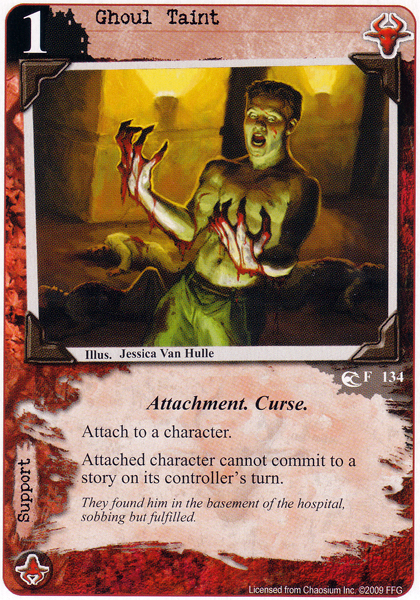 1
Ghoul Taint
Illus. Jessica Van Hulle
F 134
Attachment. Curse.
Attach to a character.
Attached character cannot commit to a
story on its controller's turn.
They found him in the basement of the hospital,
sobbing but fulfilled.
Support
Licensed from Chaosium Inc. ©2009 FFG